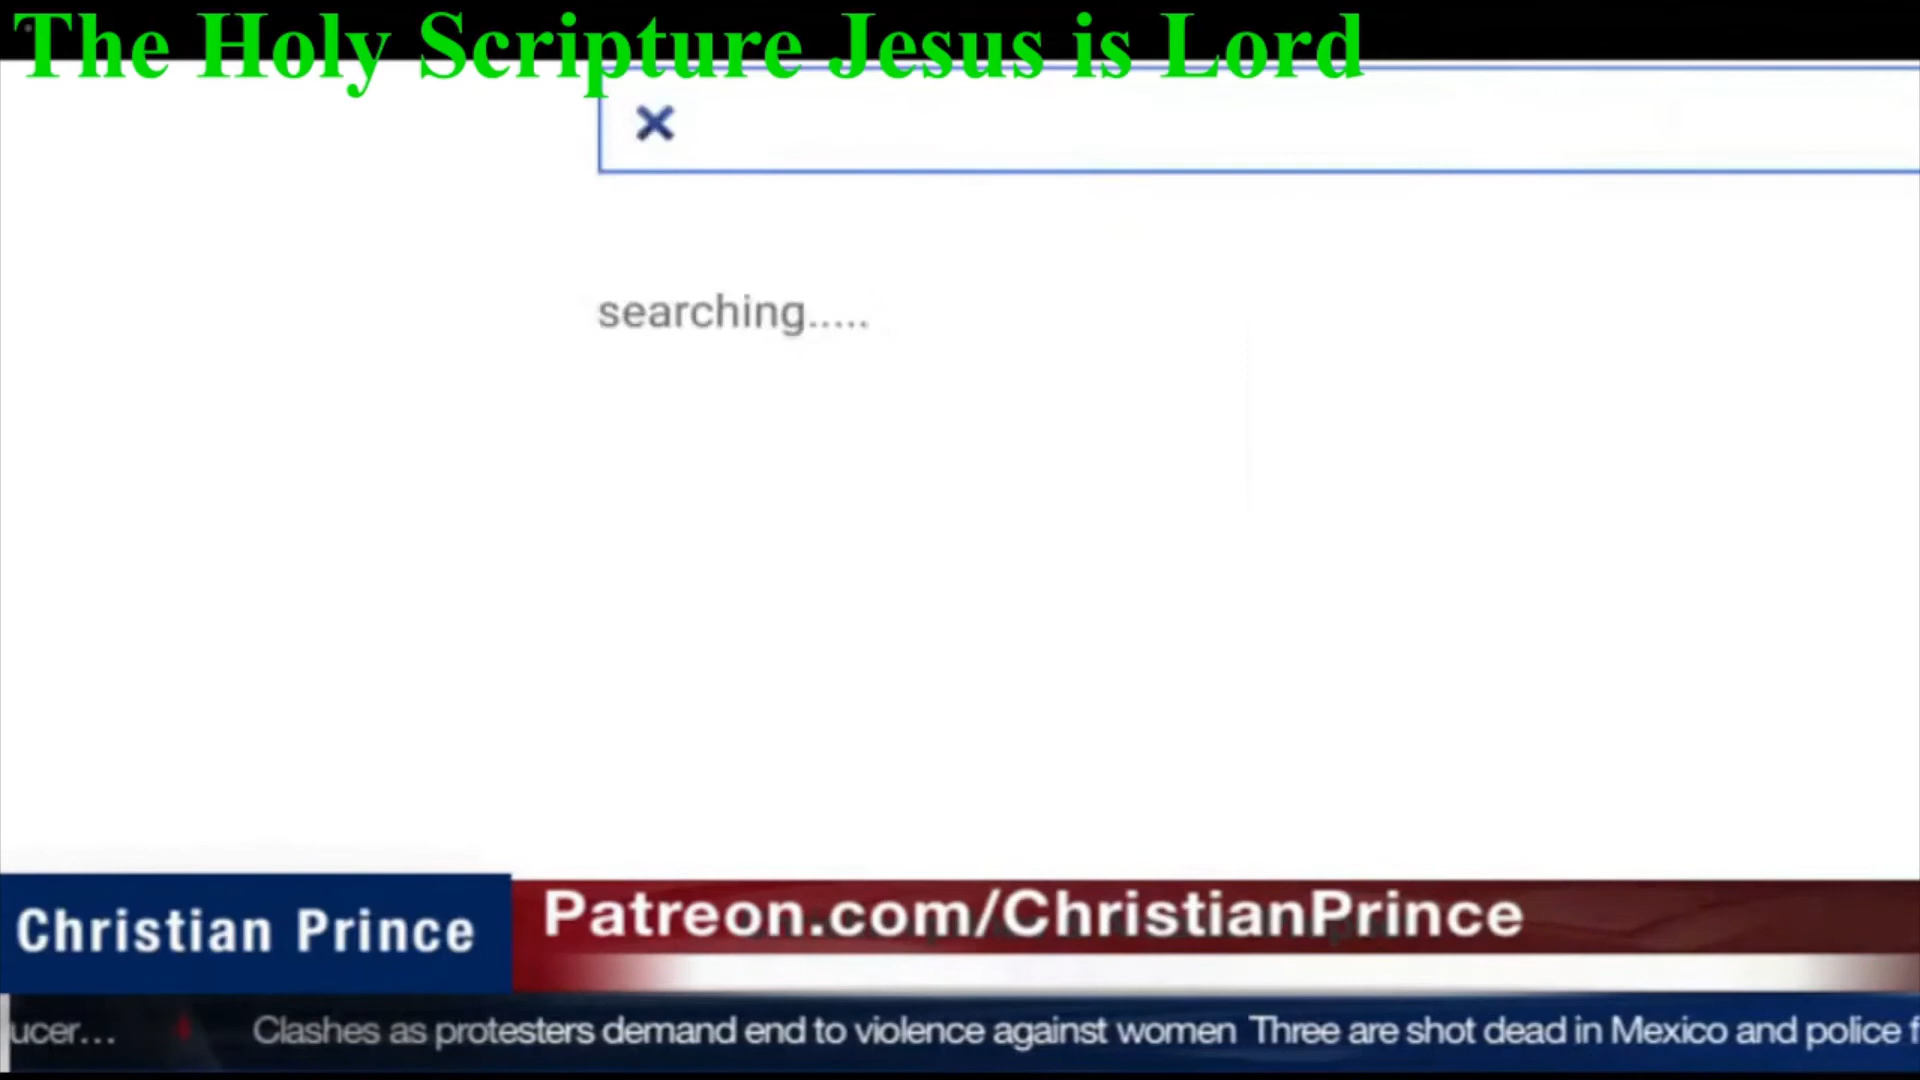 The Holy Scripture Jesus is Lord
searching.....
Patreon.com/ChristianPrince
Christian Prince
ucer... Clashes as protesters demand end to violence against women Three are shot dead in Mexico and police f